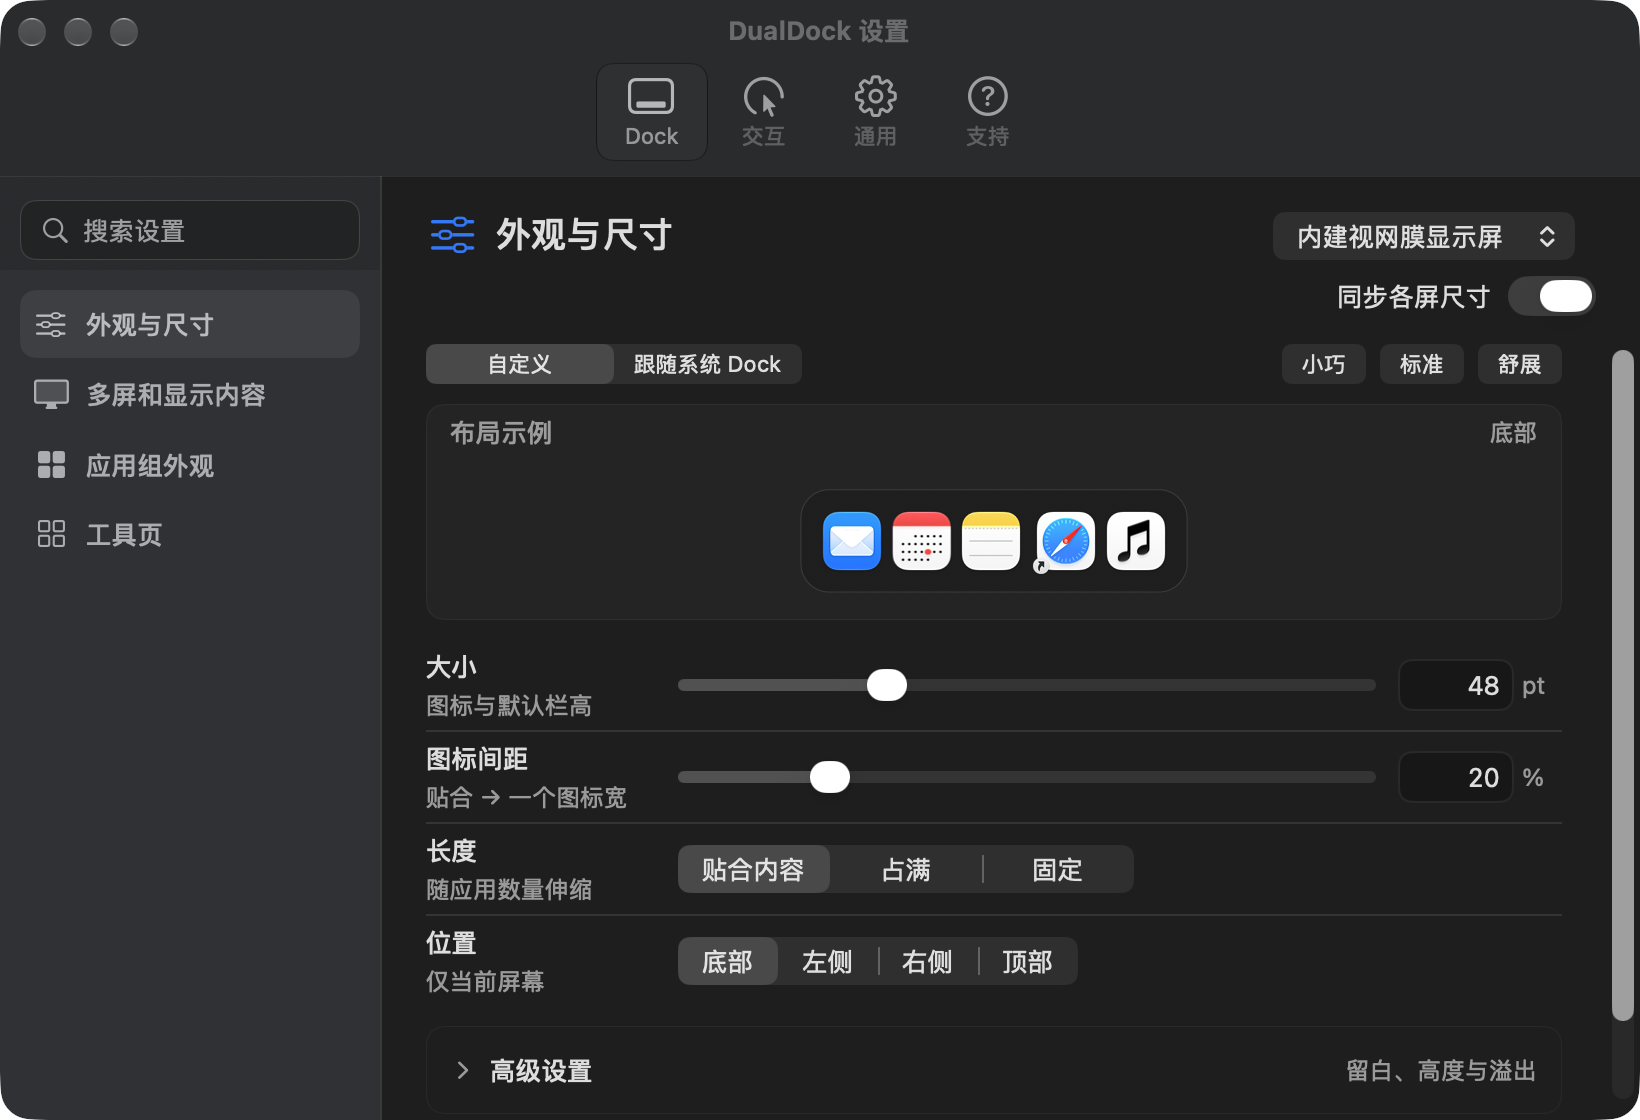 DualDock 设置
Dock
交互
通用
支持
搜索设置
外观与尺寸
多屏和显示内容
应用组外观
工具页
外观与尺寸
内建视网膜显示屏
同步各屏尺寸
自定义
跟随系统 Dock
小巧
标准
舒展
布局示例
底部
大小
图标与默认栏高
48 pt
图标间距
贴合 → 一个图标宽
20 %
长度
随应用数量伸缩
贴合内容
占满
固定
位置
仅当前屏幕
底部
左侧
右侧
顶部
高级设置
留白、高度与溢出